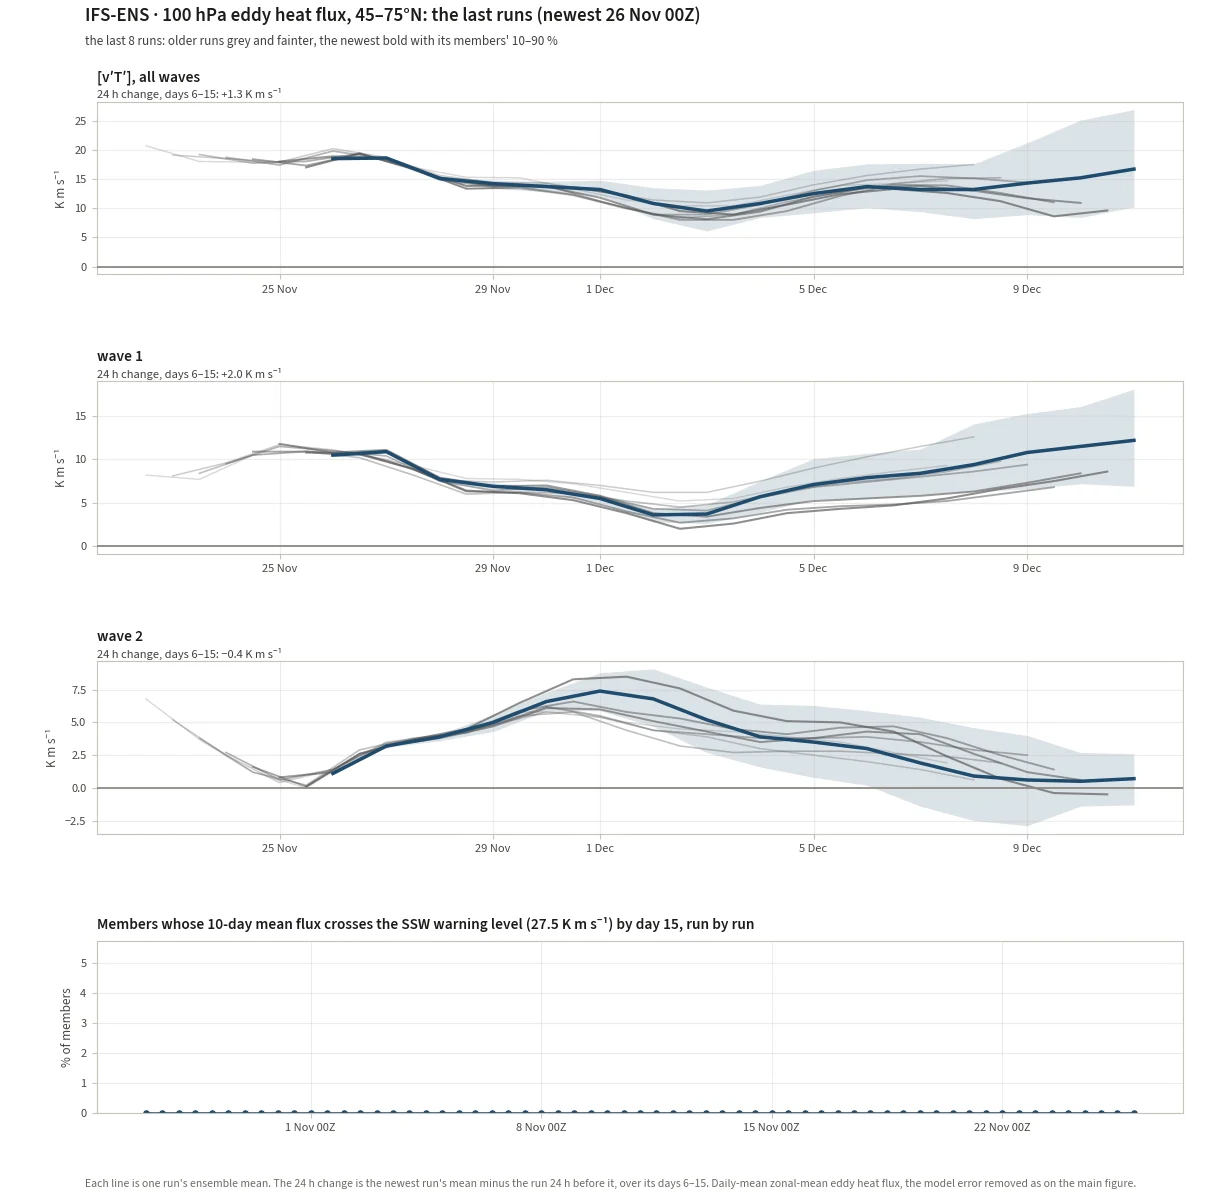 IFS-ENS · 100 hPa eddy heat flux, 45–75°N: the last runs (newest 26 Nov 00Z)
the last 8 runs: older runs grey and fainter, the newest bold with its members' 10–90 %
[v′T′], all waves
24 h change, days 6–15: +1.3 K m s⁻¹
25
20
15
10
5
0
K m s⁻¹
25 Nov
29 Nov
1 Dec
5 Dec
9 Dec
wave 1
24 h change, days 6–15: +2.0 K m s⁻¹
15
10
5
0
K m s⁻¹
25 Nov
29 Nov
1 Dec
5 Dec
9 Dec
wave 2
24 h change, days 6–15: −0.4 K m s⁻¹
7.5
5.0
2.5
0.0
−2.5
K m s⁻¹
25 Nov
29 Nov
1 Dec
5 Dec
9 Dec
Members whose 10-day mean flux crosses the SSW warning level (27.5 K m s⁻¹) by day 15, run by run
5
4
3
2
1
0
% of members
1 Nov 00Z
8 Nov 00Z
15 Nov 00Z
22 Nov 00Z
Each line is one run's ensemble mean. The 24 h change is the newest run's mean minus the run 24 h before it, over its days 6–15. Daily-mean zonal-mean eddy heat flux, the model error removed as on the main figure.